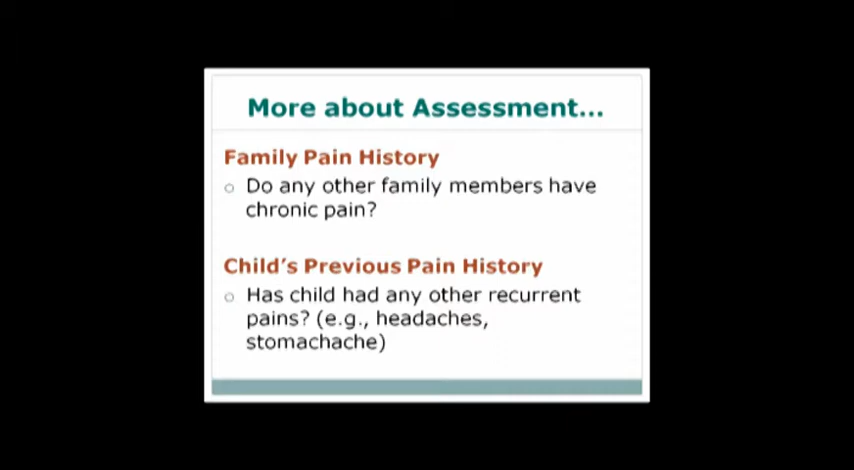 More about Assessment...
Family Pain History
o Do any other family members have
chronic pain?
Child's Previous Pain History
o Has child had any other recurrent
pains? (e.g., headaches,
stomachache)